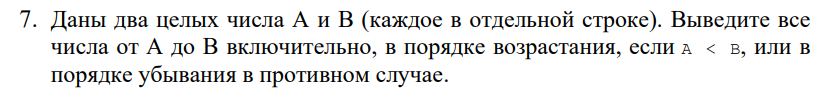 7. Даны два целых числа А и В (каждое в отдельной строке). Выведите все
числа от А до В включительно, в порядке возрастания, если A < B, или в
порядке убывания в противном случае.